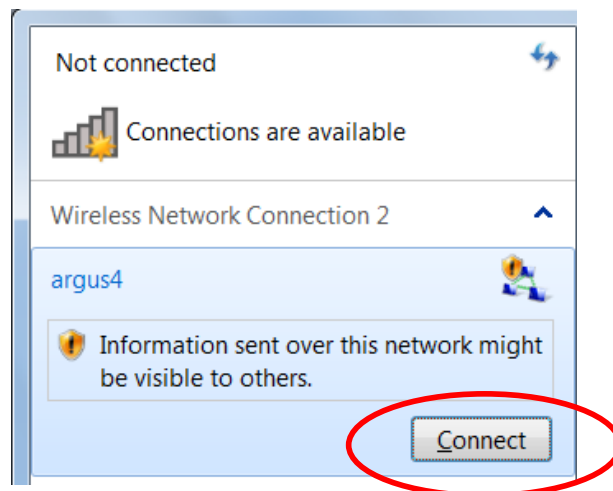 Not connected
Connections are available
Wireless Network Connection 2
argus4
Information sent over this network might
be visible to others.
Connect